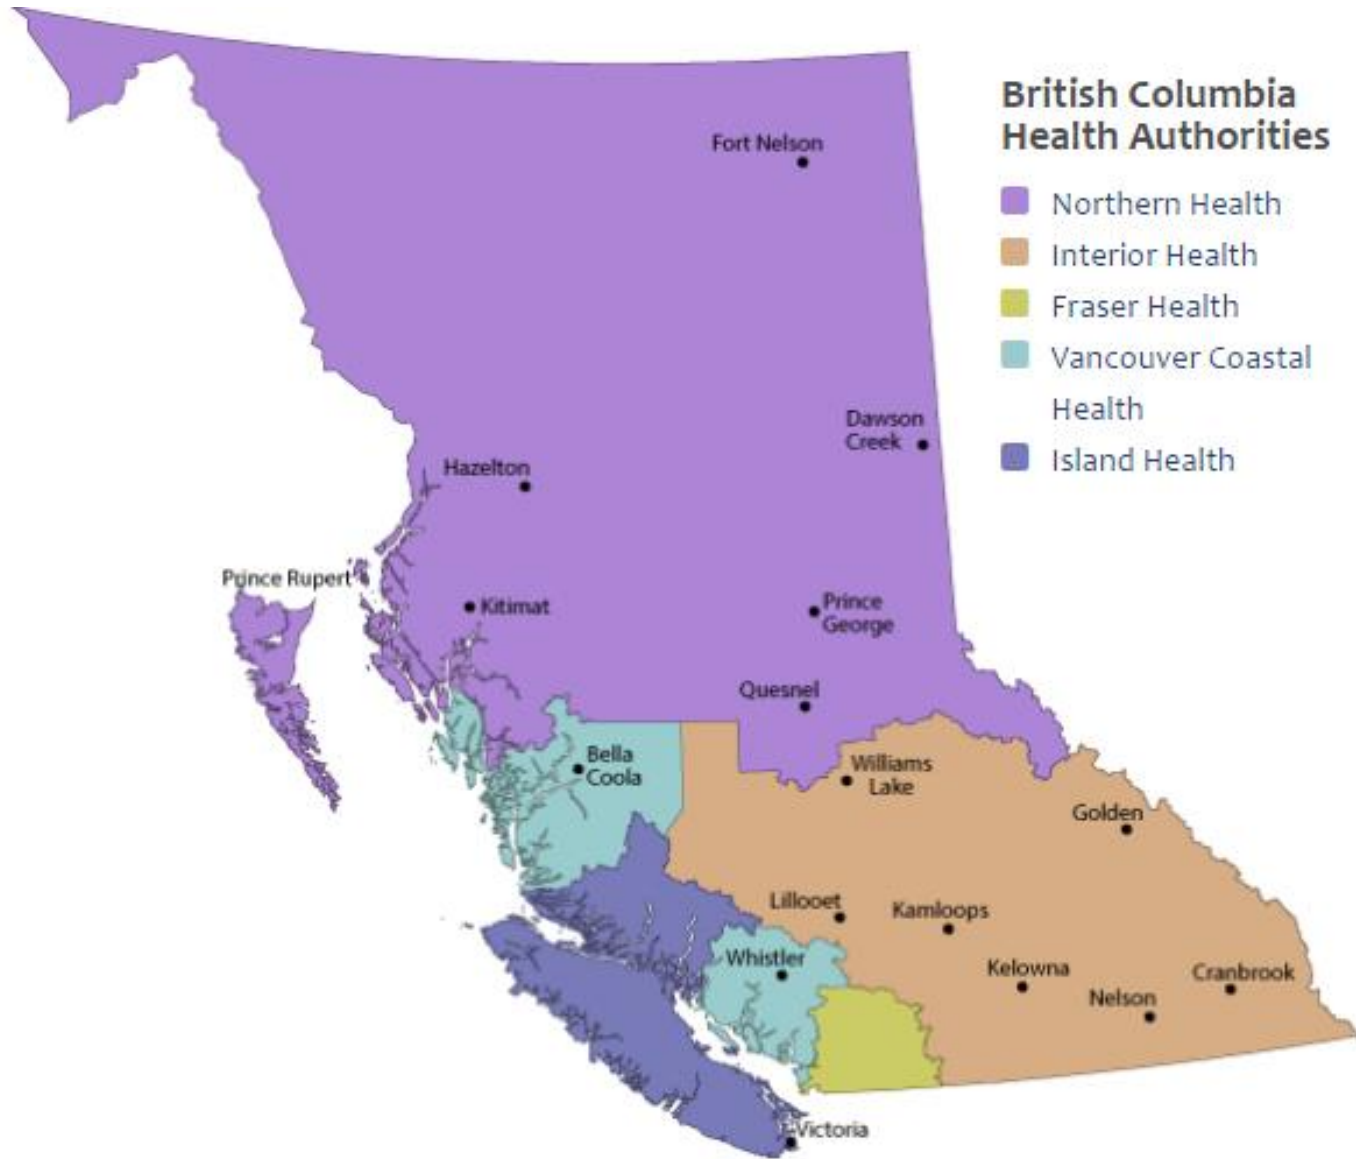 British Columbia
Health Authorities
Northern Health
Interior Health
Fraser Health
Vancouver Coastal
Health
Island Health
Fort Nelson
Dawson
Creek
Hazelton
Prince Rupert
Kitimat
Prince
George
Quesnel
Bella
Coola
Williams
Lake
Golden
Lillooet
Kamloops
Whistler
Kelowna
Cranbrook
Nelson
Victoria